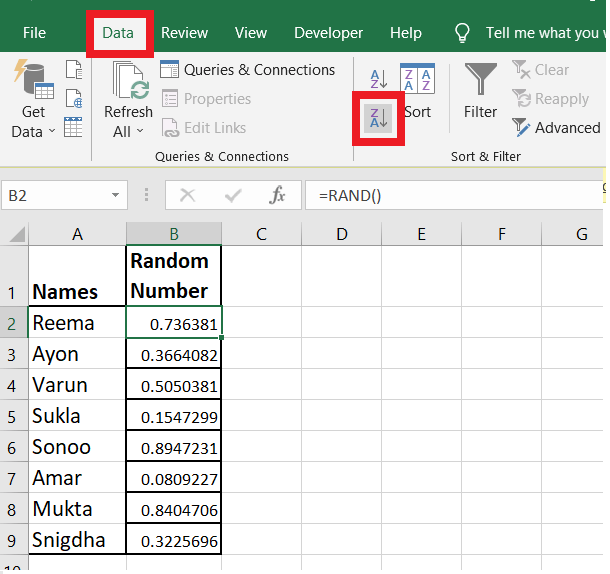 File Data Review View Developer Help Tell me what you w
Get Data
Refresh All
Queries & Connections
Properties
Edit Links
Queries & Connections
A Z
Z A
Z A A Z
Sort
Filter
Clear
Reapply
Advanced
Sort & Filter
B2 fx =RAND()
A B C D E F G
1 Names Random Number
2 Reema 0.736381
3 Ayon 0.3664082
4 Varun 0.5050381
5 Sukla 0.1547299
6 Sonoo 0.8947231
7 Amar 0.0809227
8 Mukta 0.8404706
9 Snigdha 0.3225696
10